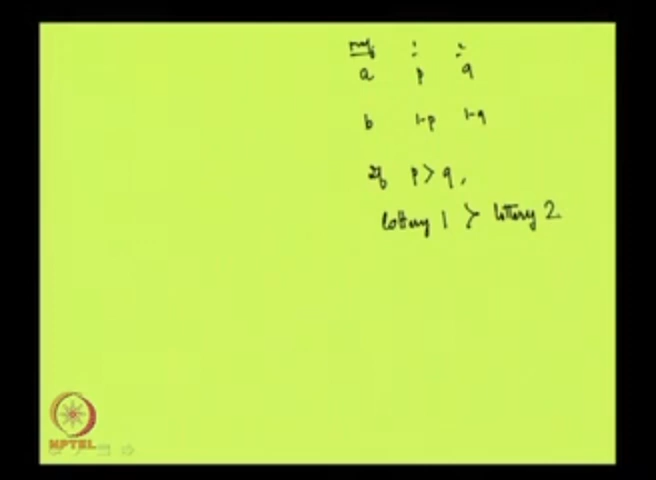 a p q
b 1-p 1-q
If p > q,
lottery 1 ≻ lottery 2
NPTEL